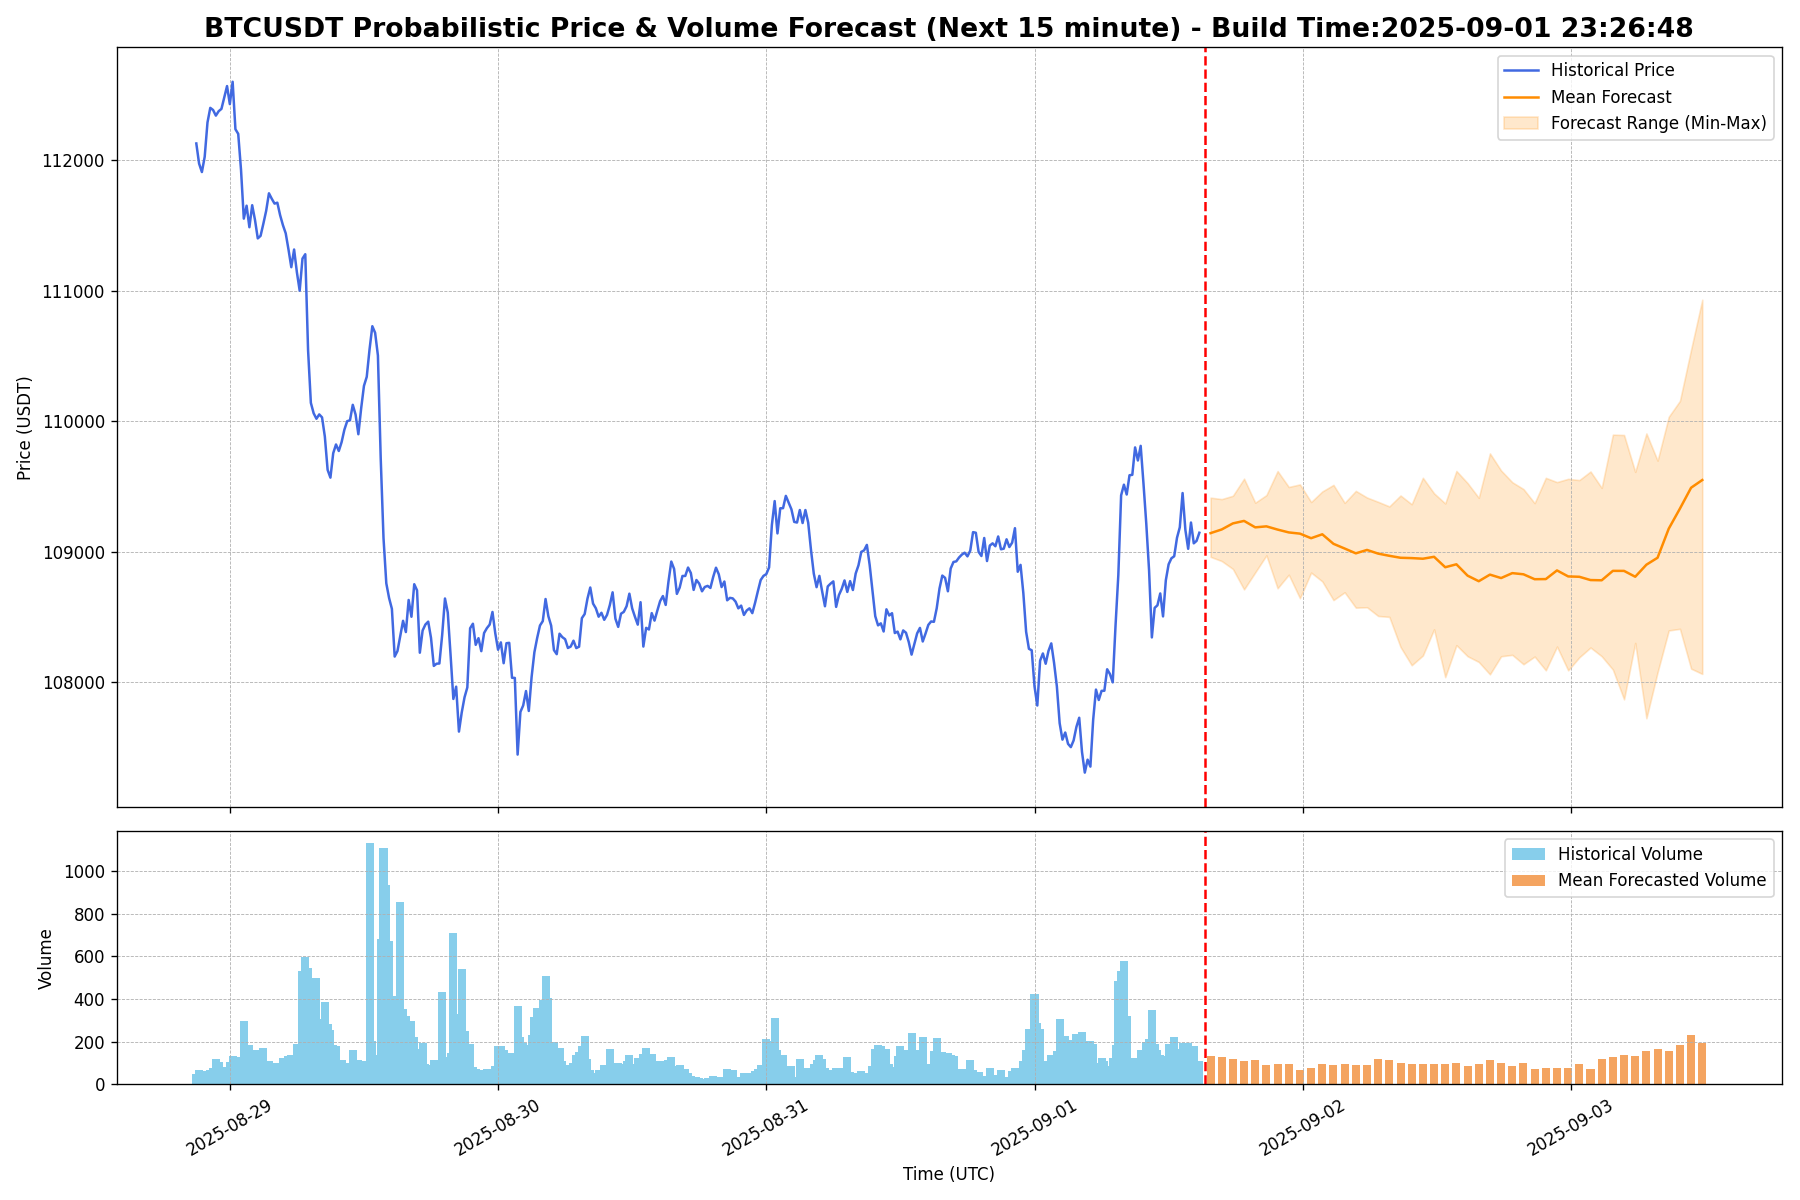 BTCUSDT Probabilistic Price & Volume Forecast (Next 15 minute) - Build Time:2025-09-01 23:26:48
Historical Price
Mean Forecast
Forecast Range (Min-Max)
Price (USDT)
112000
111000
110000
109000
108000
Historical Volume
Mean Forecasted Volume
Volume
1000
800
600
400
200
0
2025-08-29
2025-08-30
2025-08-31
2025-09-01
2025-09-02
2025-09-03
Time (UTC)